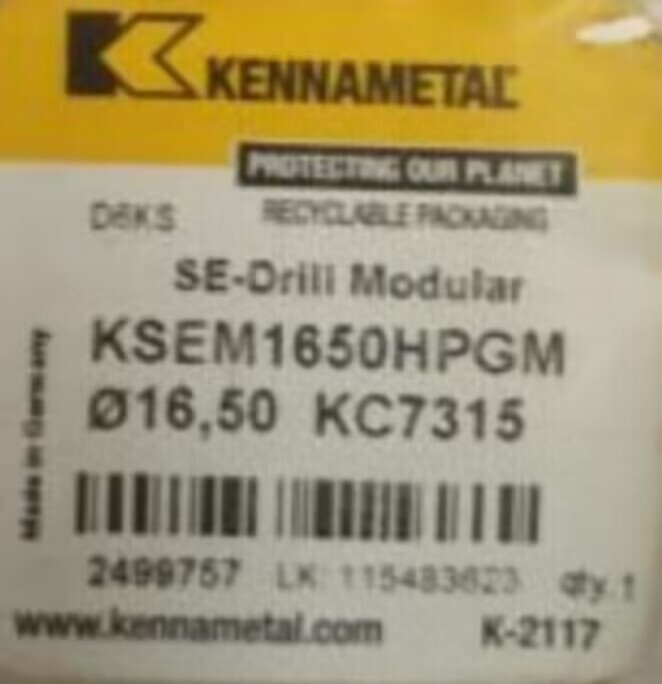 KENNAMETAL
PROTECTING OUR PLANET
RECYCLABLE PACKAGING
D6KS
SE-Drill Modular
KSEM1650HPGM
Ø16,50 KC7315
Made in Germany
2499757 LK: 115483623 qty.1
www.kennametal.com K-2117